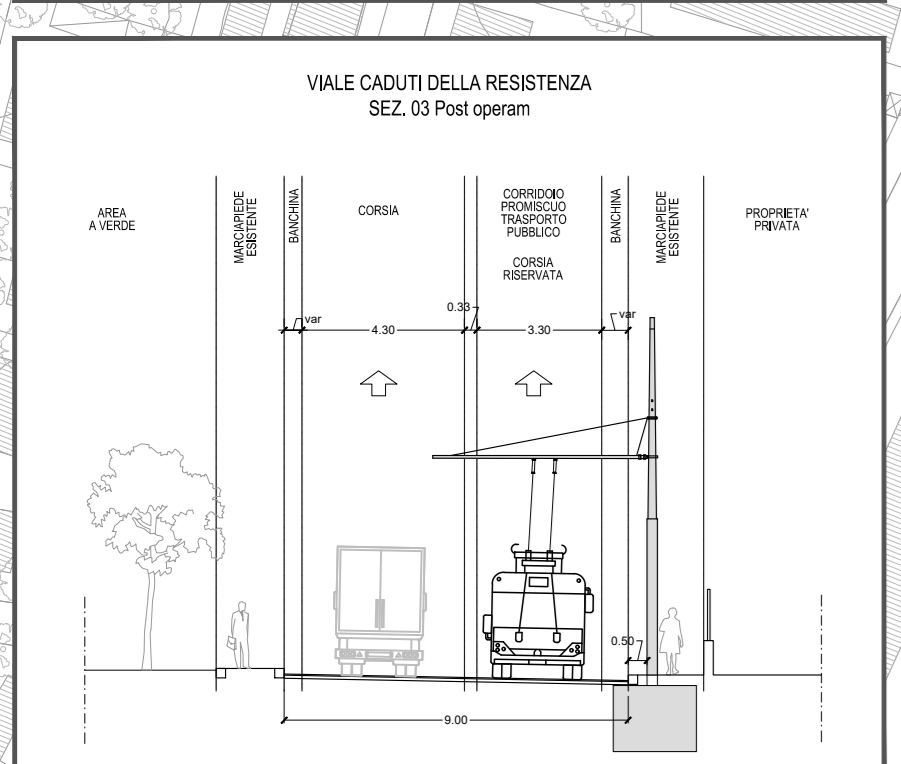 VIALE CADUTI DELLA RESISTENZA
SEZ. 03 Post operam
AREA
A VERDE
MARCIAPIEDE
ESISTENTE
BANCHINA
CORSIA
CORRIDOIO
PROMISCUO
TRASPORTO
PUBBLICO
CORSIA
RISERVATA
BANCHINA
MARCIAPIEDE
ESISTENTE
PROPRIETA'
PRIVATA
var
4.30
0.33
3.30
var
0.50
9.00